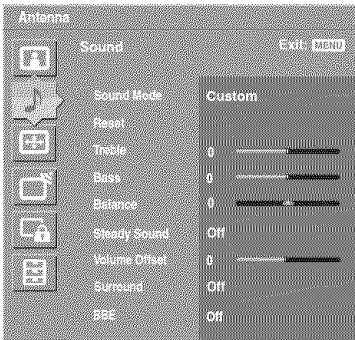 Antenna
Sound Exit: MENU
Sound Mode Custom
Reset
Treble 0
Bass 0
Balance 0
Steady Sound Off
Volume Offset 0
Surround Off
BBE Off